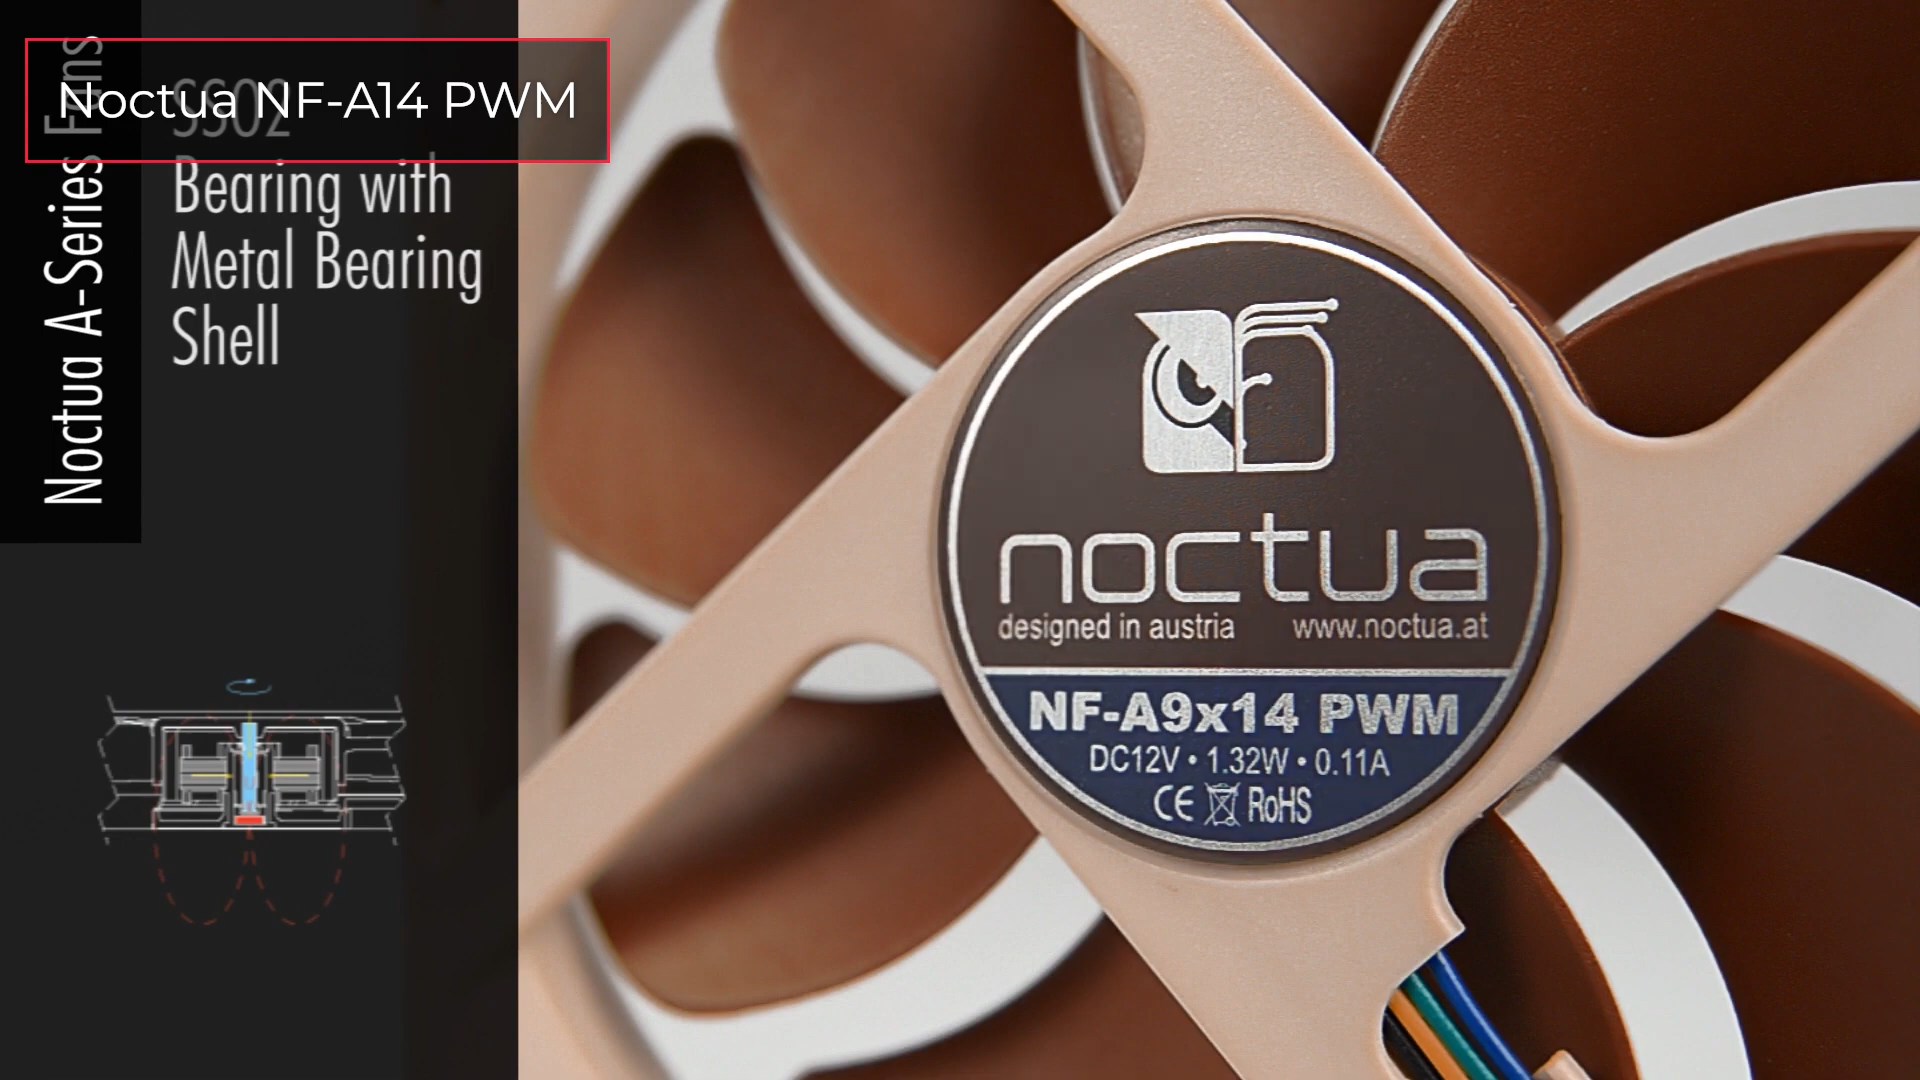 Noctua NF-A14 PWM
Noctua A-Series Fans
SSO2
Bearing with
Metal Bearing
Shell
noctua
designed in austria www.noctua.at
NF-A9x14 PWM
DC12V • 1.32W • 0.11A
CE RoHS